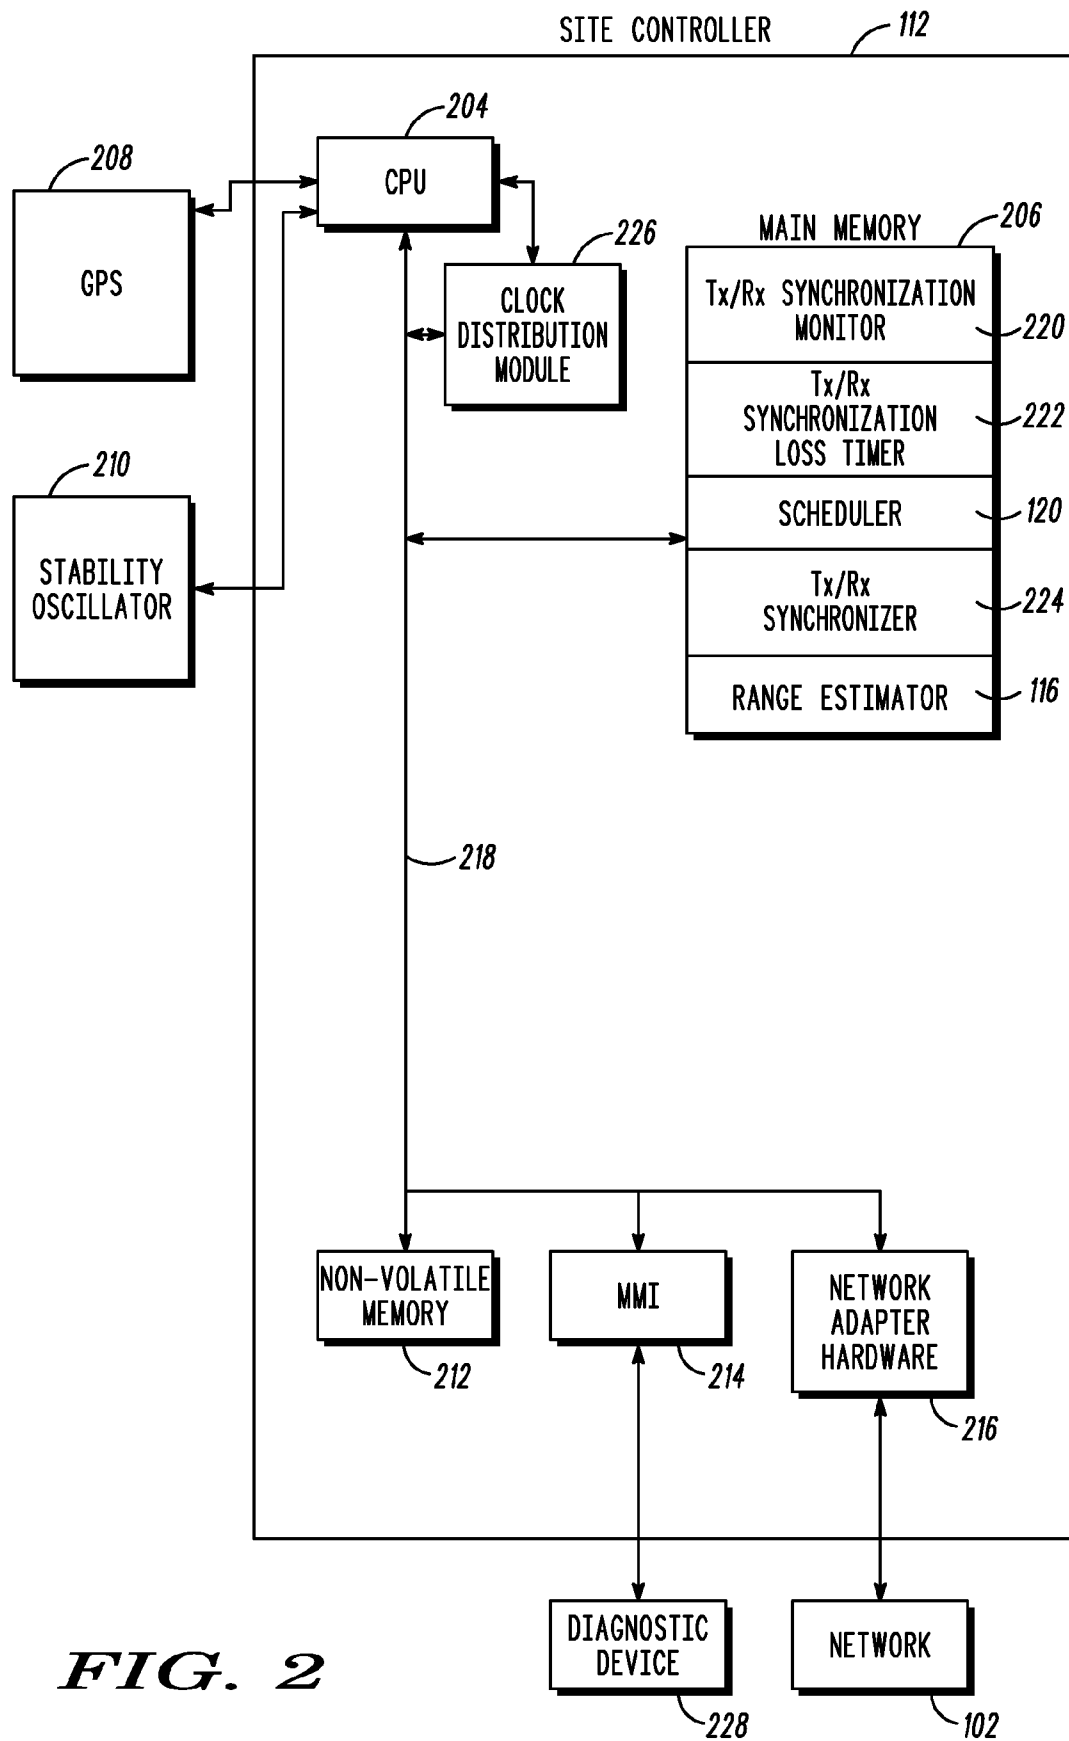 SITE CONTROLLER
112
204
CPU
208
GPS
226
CLOCK
DISTRIBUTION
MODULE
MAIN MEMORY
206
Tx/Rx SYNCHRONIZATION
MONITOR
220
Tx/Rx
SYNCHRONIZATION
LOSS TIMER
222
210
STABILITY
OSCILLATOR
SCHEDULER
120
Tx/Rx
SYNCHRONIZER
224
RANGE ESTIMATOR
116
218
NON-VOLATILE
MEMORY
212
MMI
214
NETWORK
ADAPTER
HARDWARE
216
DIAGNOSTIC
DEVICE
228
NETWORK
102
FIG. 2